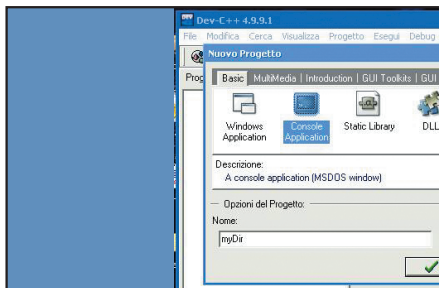 Dev-C++ 4.9.9.1
File Modifica Cerca Visualizza Progetto Esegui Debug
Nuovo Progetto
Prog
Basic MultiMedia Introduction GUI Toolkits GUI
Windows Application
Console Application
Static Library
DLL
Descrizione:
A console application (MSDOS window)
Opzioni del Progetto:
Nome:
myDir